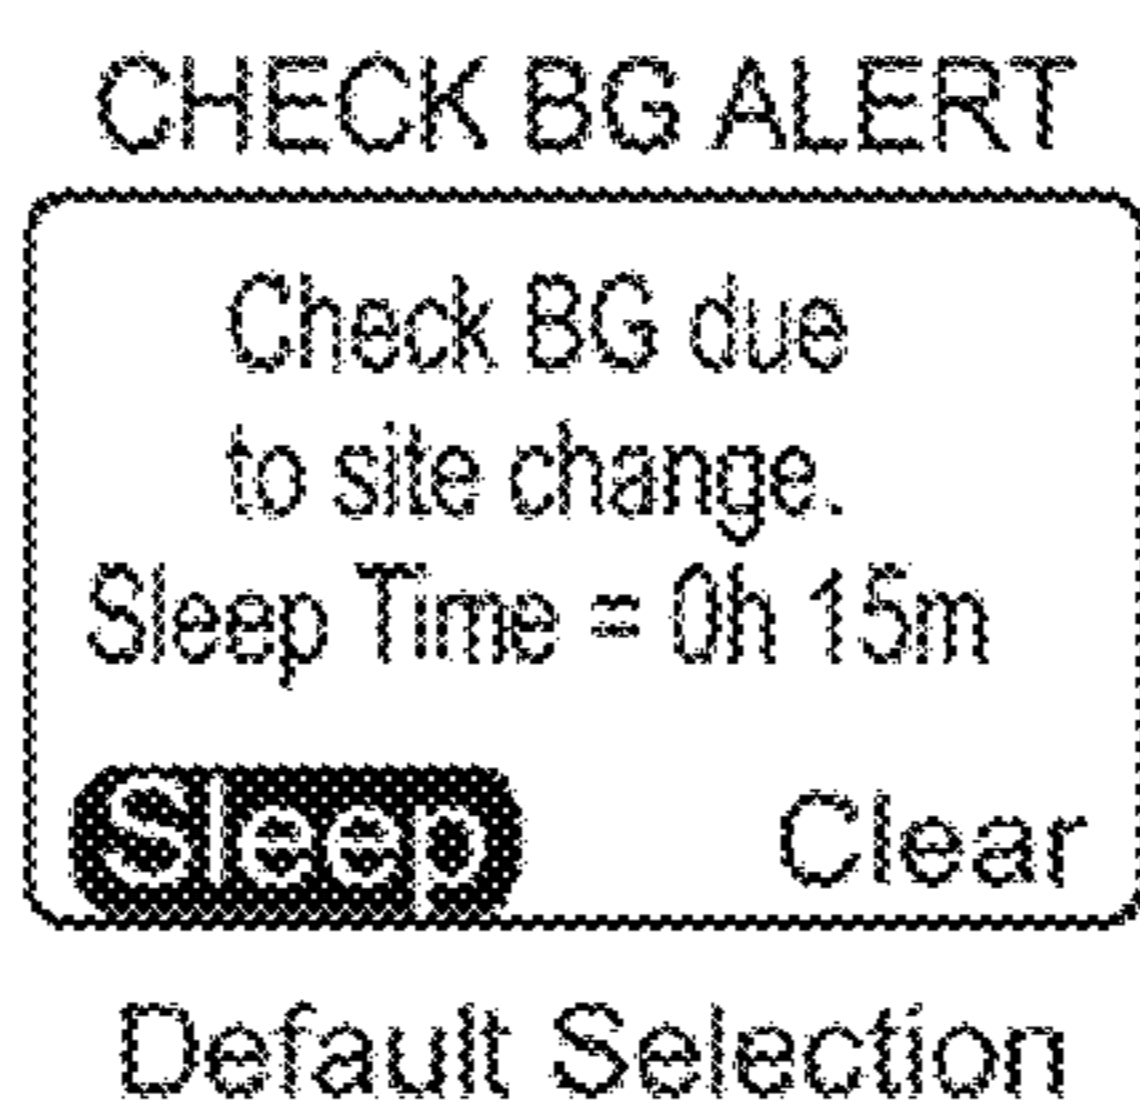 CHECK BG ALERT
Check BG due
to site change.
Sleep Time = 0h 15m
Sleep Clear
Default Selection